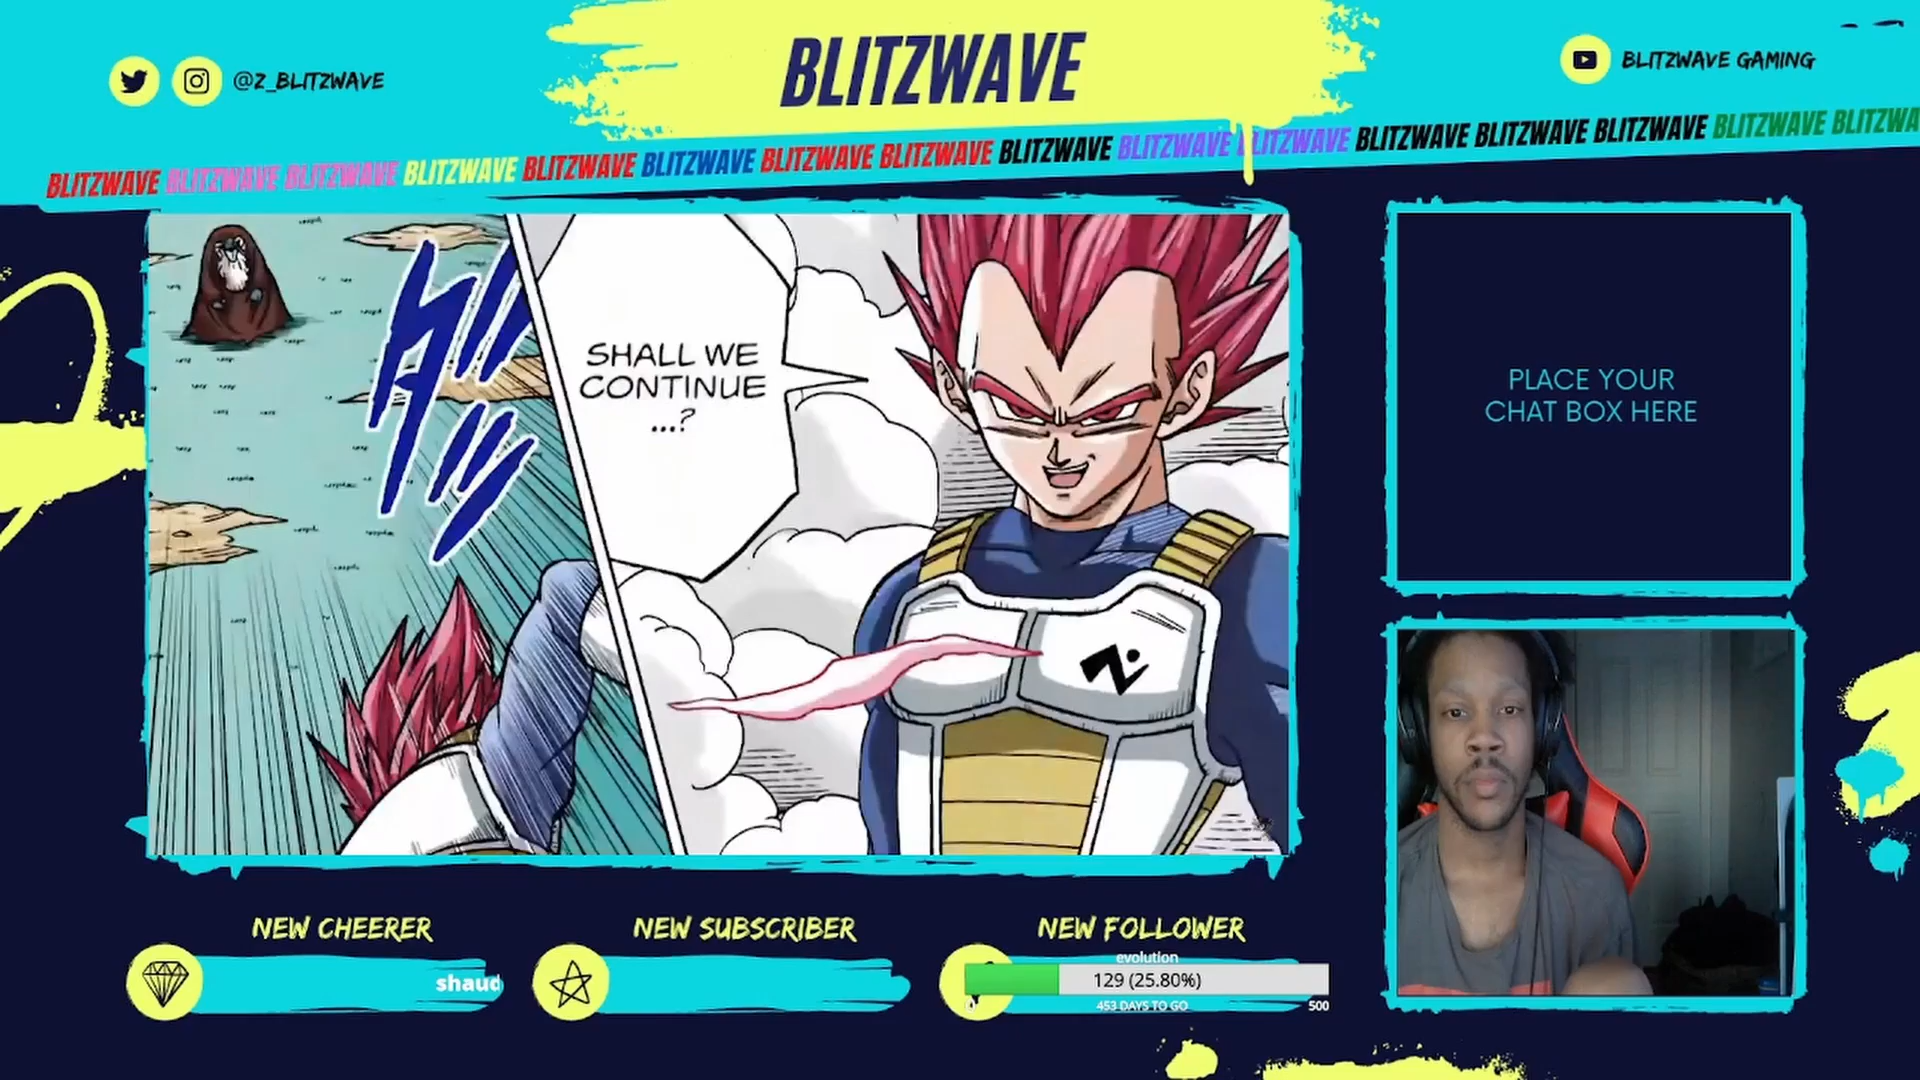 BLITZWAVE
@Z_BLITZWAVE
BLITZWAVE GAMING
BLITZWAVE BLITZWAVE BLITZWAVE BLITZWAVE BLITZWAVE BLITZWAVE BLITZWAVE BLITZWAVE BLITZWAVE BLITZWAVE BLITZWAVE BLITZWAVE BLITZWAVE BLITZWAVE BLITZWAVE BLITZWA
SHALL WE
CONTINUE
...?
PLACE YOUR
CHAT BOX HERE
NEW CHEERER
shaud
NEW SUBSCRIBER
NEW FOLLOWER
evolution
129 (25.80%)
0
453 DAYS TO GO
500